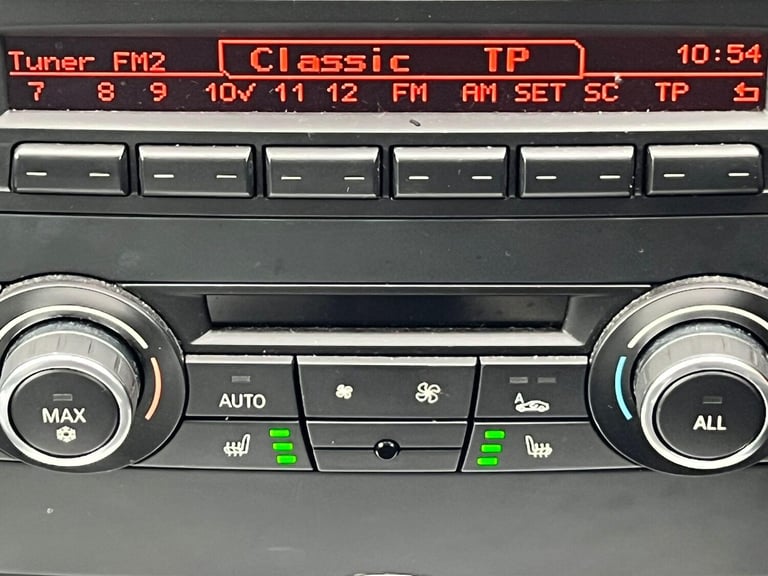 Tuner FM2 Classic TP 10:54
7 8 9 10√ 11 12 FM AM SET SC TP
AUTO A
MAX ALL